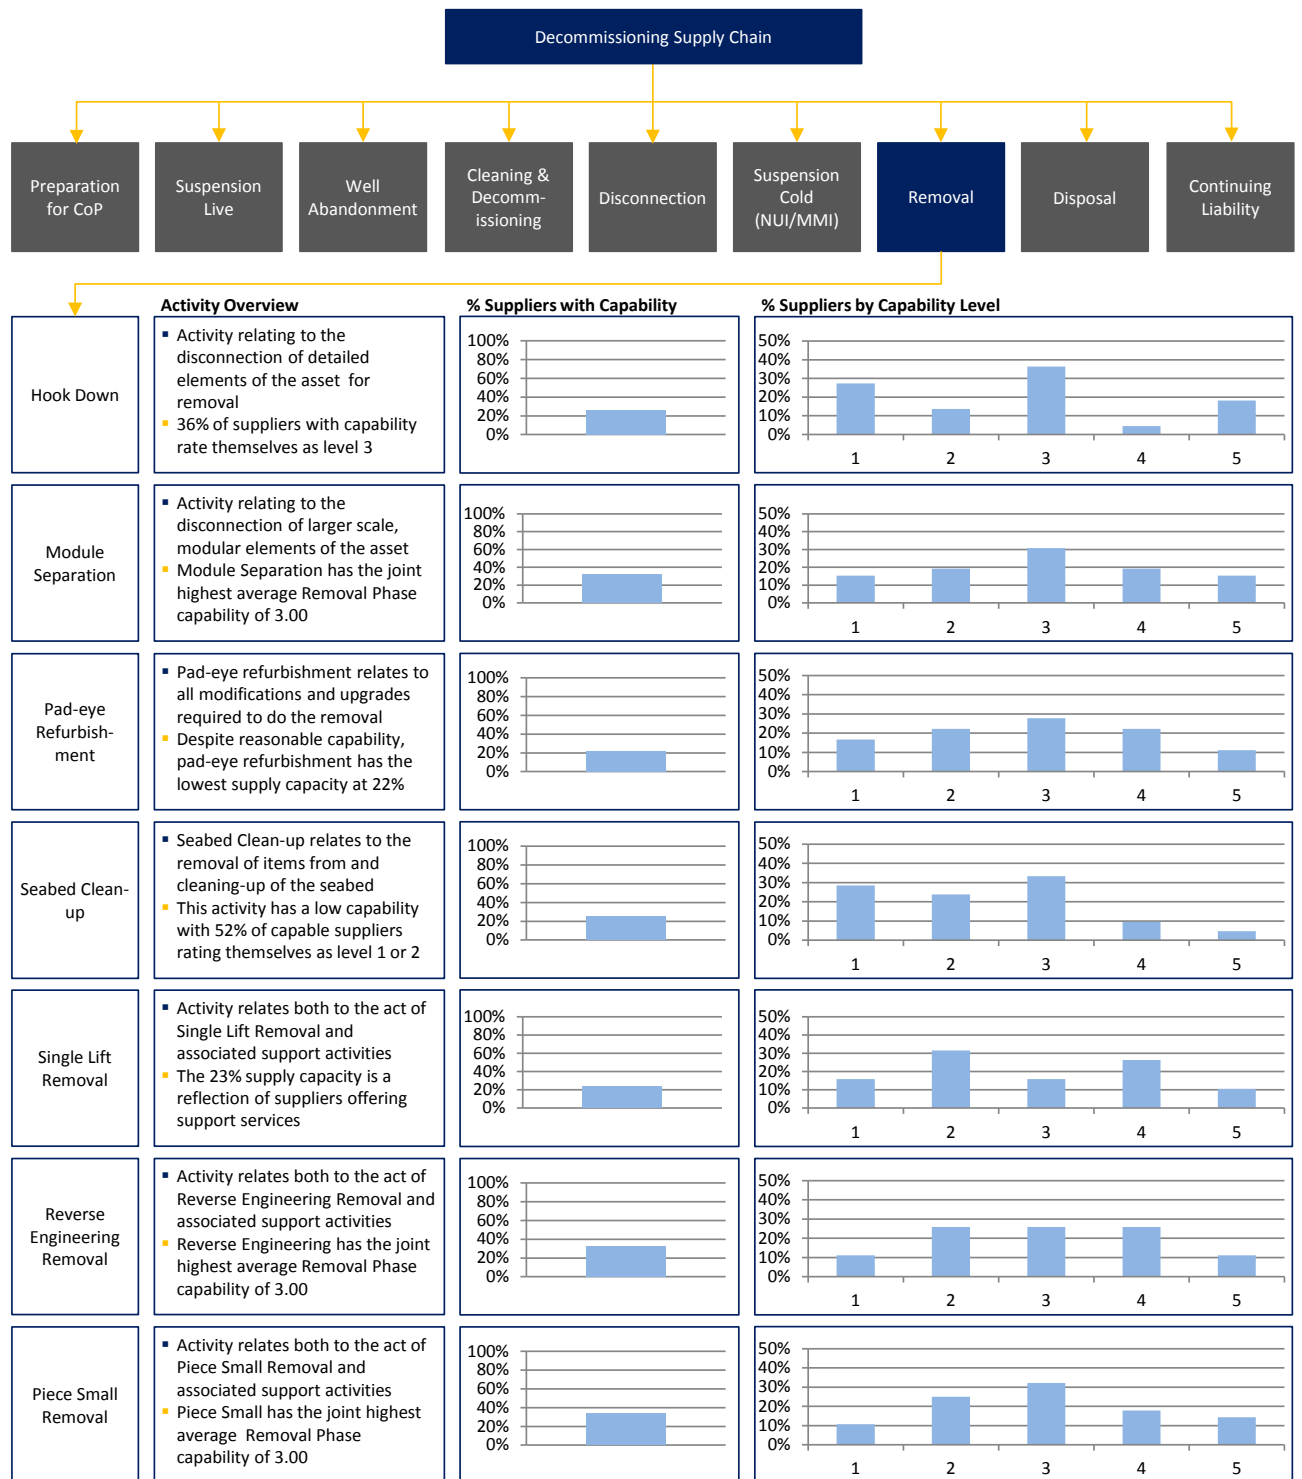 Decommissioning Supply Chain
Preparation
for CoP
Suspension
Live
Well
Abandonment
Cleaning &
Decomm-
issioning
Disconnection
Suspension
Cold
(NUI/MMI)
Removal
Disposal
Continuing
Liability
Activity Overview
% Suppliers with Capability
% Suppliers by Capability Level
Hook Down
▪ Activity relating to the
disconnection of detailed
elements of the asset for
removal
▪ 36% of suppliers with capability
rate themselves as level 3
100%
80%
60%
40%
20%
0%
50%
40%
30%
20%
10%
0%
1 2 3 4 5
Module
Separation
▪ Activity relating to the
disconnection of larger scale,
modular elements of the asset
▪ Module Separation has the joint
highest average Removal Phase
capability of 3.00
100%
80%
60%
40%
20%
0%
50%
40%
30%
20%
10%
0%
1 2 3 4 5
Pad-eye
Refurbish-
ment
▪ Pad-eye refurbishment relates to
all modifications and upgrades
required to do the removal
▪ Despite reasonable capability,
pad-eye refurbishment has the
lowest supply capacity at 22%
100%
80%
60%
40%
20%
0%
50%
40%
30%
20%
10%
0%
1 2 3 4 5
Seabed Clean-
up
▪ Seabed Clean-up relates to the
removal of items from and
cleaning-up of the seabed
▪ This activity has a low capability
with 52% of capable suppliers
rating themselves as level 1 or 2
100%
80%
60%
40%
20%
0%
50%
40%
30%
20%
10%
0%
1 2 3 4 5
Single Lift
Removal
▪ Activity relates both to the act of
Single Lift Removal and
associated support activities
▪ The 23% supply capacity is a
reflection of suppliers offering
support services
100%
80%
60%
40%
20%
0%
50%
40%
30%
20%
10%
0%
1 2 3 4 5
Reverse
Engineering
Removal
▪ Activity relates both to the act of
Reverse Engineering Removal and
associated support activities
▪ Reverse Engineering has the joint
highest average Removal Phase
capability of 3.00
100%
80%
60%
40%
20%
0%
50%
40%
30%
20%
10%
0%
1 2 3 4 5
Piece Small
Removal
▪ Activity relates both to the act of
Piece Small Removal and
associated support activities
▪ Piece Small has the joint highest
average Removal Phase
capability of 3.00
100%
80%
60%
40%
20%
0%
50%
40%
30%
20%
10%
0%
1 2 3 4 5